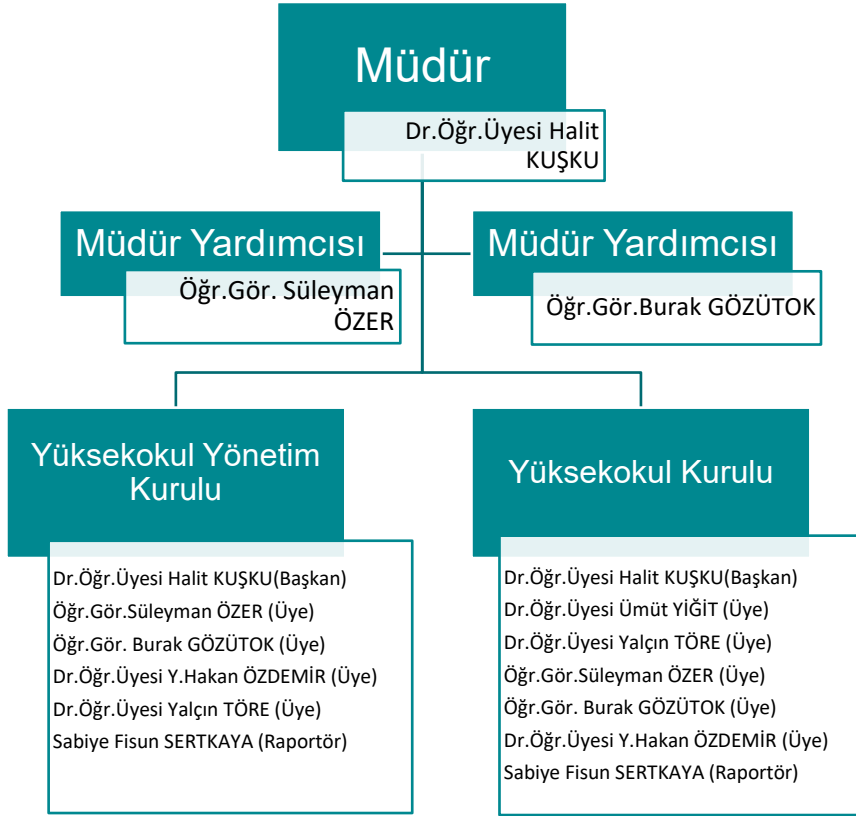 Müdür
Dr.Öğr.Üyesi Halit
KUŞKU
Müdür Yardımcısı
Öğr.Gör. Süleyman
ÖZER
Müdür Yardımcısı
Öğr.Gör.Burak GÖZÜTOK
Yüksekokul Yönetim
Kurulu
Dr.Öğr.Üyesi Halit KUŞKU(Başkan)
Öğr.Gör.Süleyman ÖZER (Üye)
Öğr.Gör. Burak GÖZÜTOK (Üye)
Dr.Öğr.Üyesi Y.Hakan ÖZDEMİR (Üye)
Dr.Öğr.Üyesi Yalçın TÖRE (Üye)
Sabiye Fisun SERTKAYA (Raportör)
Yüksekokul Kurulu
Dr.Öğr.Üyesi Halit KUŞKU(Başkan)
Dr.Öğr.Üyesi Ümüt YİĞİT (Üye)
Dr.Öğr.Üyesi Yalçın TÖRE (Üye)
Öğr.Gör.Süleyman ÖZER (Üye)
Öğr.Gör. Burak GÖZÜTOK (Üye)
Dr.Öğr.Üyesi Y.Hakan ÖZDEMİR (Üye)
Sabiye Fisun SERTKAYA (Raportör)